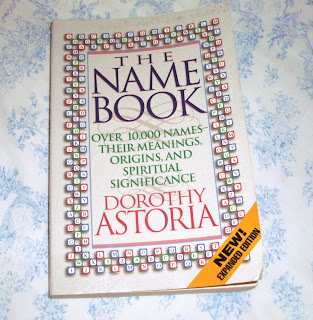 THE
NAME
BOOK
OVER 10,000 NAMES—
THEIR MEANINGS,
ORIGINS, AND
SPIRITUAL
SIGNIFICANCE
DOROTHY
ASTORIA
NEW!
EXPANDED EDITION